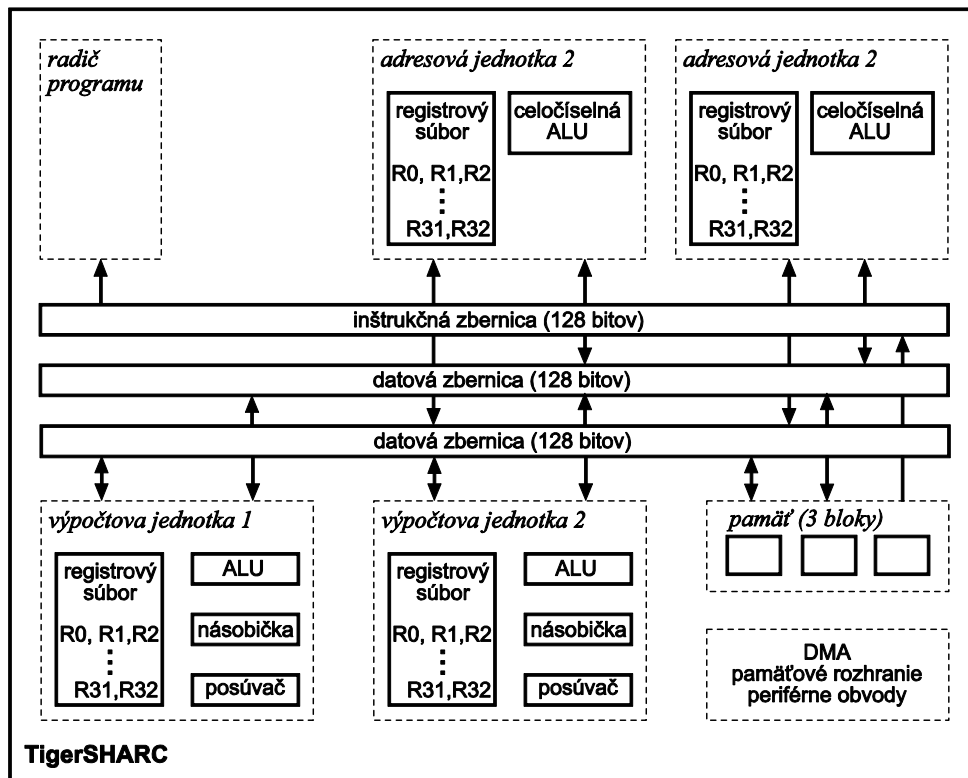 radič
programu
adresová jednotka 2
registrový
súbor
R0, R1,R2
R31,R32
celočíselná
ALU
adresová jednotka 2
registrový
súbor
R0, R1,R2
R31,R32
celočíselná
ALU
inštrukčná zbernica (128 bitov)
datová zbernica (128 bitov)
datová zbernica (128 bitov)
výpočtova jednotka 1
registrový
súbor
R0, R1,R2
R31,R32
ALU
násobička
posúvač
výpočtova jednotka 2
registrový
súbor
R0, R1,R2
R31,R32
ALU
násobička
posúvač
pamäť (3 bloky)
DMA
pamäťové rozhranie
periférne obvody
TigerSHARC